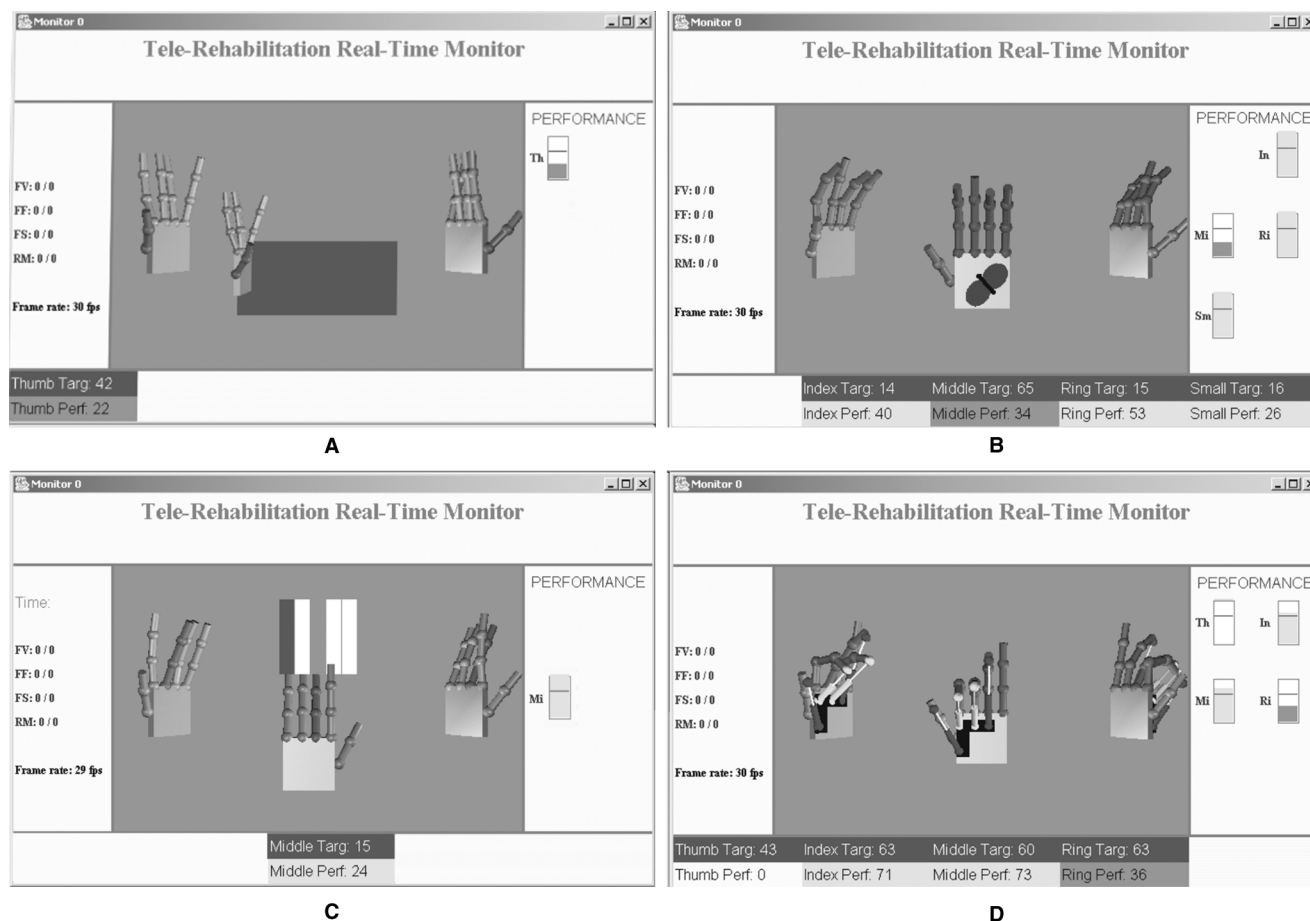 Monitor 0
Tele-Rehabilitation Real-Time Monitor
PERFORMANCE
Th
FV: 0 / 0
FF: 0 / 0
FS: 0 / 0
RM: 0 / 0
Frame rate: 30 fps
Thumb Targ: 42
Thumb Perf: 22
A
Monitor 0
Tele-Rehabilitation Real-Time Monitor
PERFORMANCE
In
FV: 0 / 0
FF: 0 / 0
Mi Ri
FS: 0 / 0
RM: 0 / 0
Frame rate: 30 fps
Sm
Index Targ: 14 Middle Targ: 65 Ring Targ: 15 Small Targ: 16
Index Perf: 40 Middle Perf: 34 Ring Perf: 53 Small Perf: 26
B
Monitor 0
Tele-Rehabilitation Real-Time Monitor
PERFORMANCE
Time:
FV: 0 / 0
FF: 0 / 0
FS: 0 / 0
Mi
RM: 0 / 0
Frame rate: 29 fps
Middle Targ: 15
Middle Perf: 24
C
Monitor 0
Tele-Rehabilitation Real-Time Monitor
PERFORMANCE
Th In
FV: 0 / 0
FF: 0 / 0
FS: 0 / 0
Mi Ri
RM: 0 / 0
Frame rate: 30 fps
Thumb Targ: 43 Index Targ: 63 Middle Targ: 60 Ring Targ: 63
Thumb Perf: 0 Index Perf: 71 Middle Perf: 73 Ring Perf: 36
D